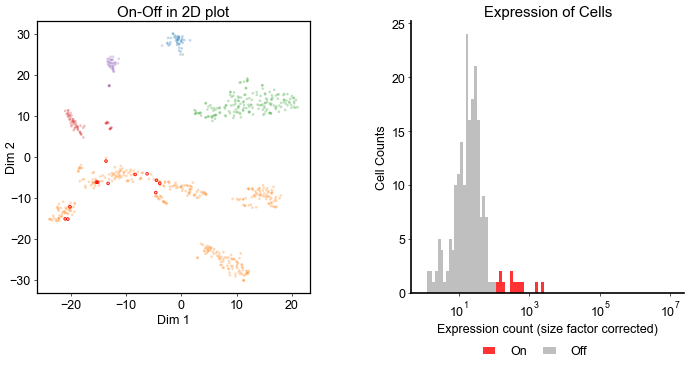 On-Off in 2D plot
Dim 2
30
20
10
0
−10
−20
−30
−20
−10
0
10
20
Dim 1
Expression of Cells
Cell Counts
25
20
15
10
5
0
10^1
10^3
10^5
10^7
Expression count (size factor corrected)
On
Off